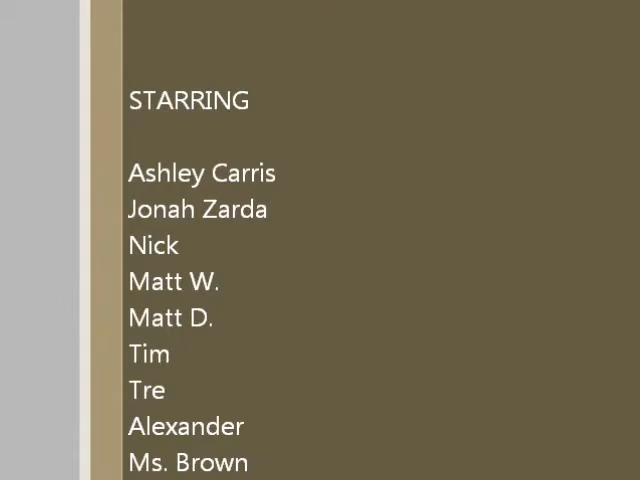 STARRING
Ashley Carris
Jonah Zarda
Nick
Matt W.
Matt D.
Tim
Tre
Alexander
Ms. Brown